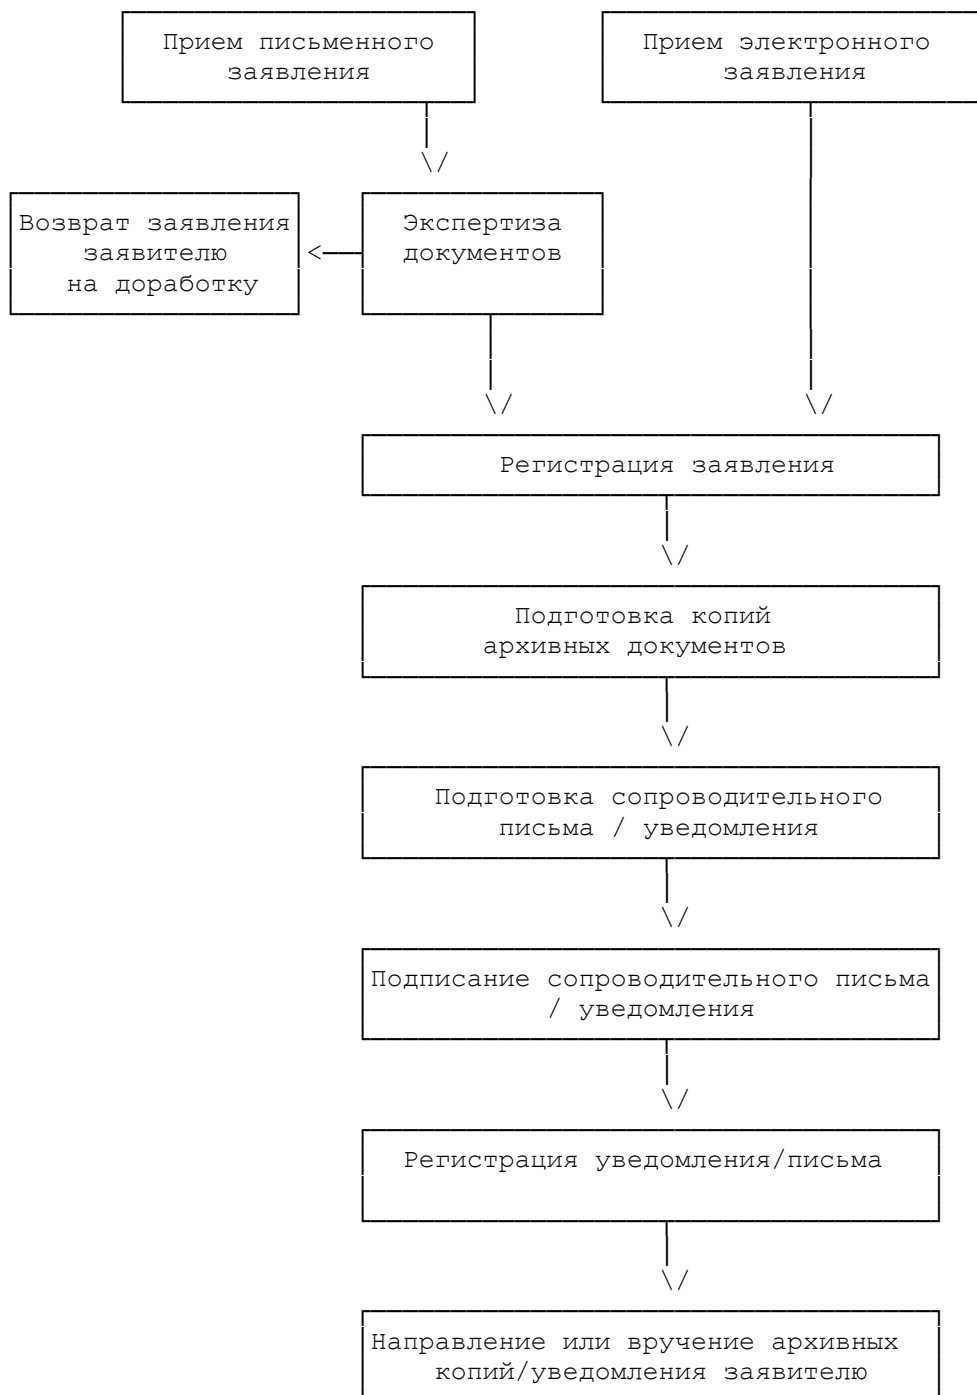 Прием письменного
заявления
Прием электронного
заявления
Возврат заявления
заявителю
на доработку
Экспертиза
документов
Регистрация заявления
Подготовка копий
архивных документов
Подготовка сопроводительного
письма / уведомления
Подписание сопроводительного письма
/ уведомления
Регистрация уведомления/письма
Направление или вручение архивных
копий/уведомления заявителю